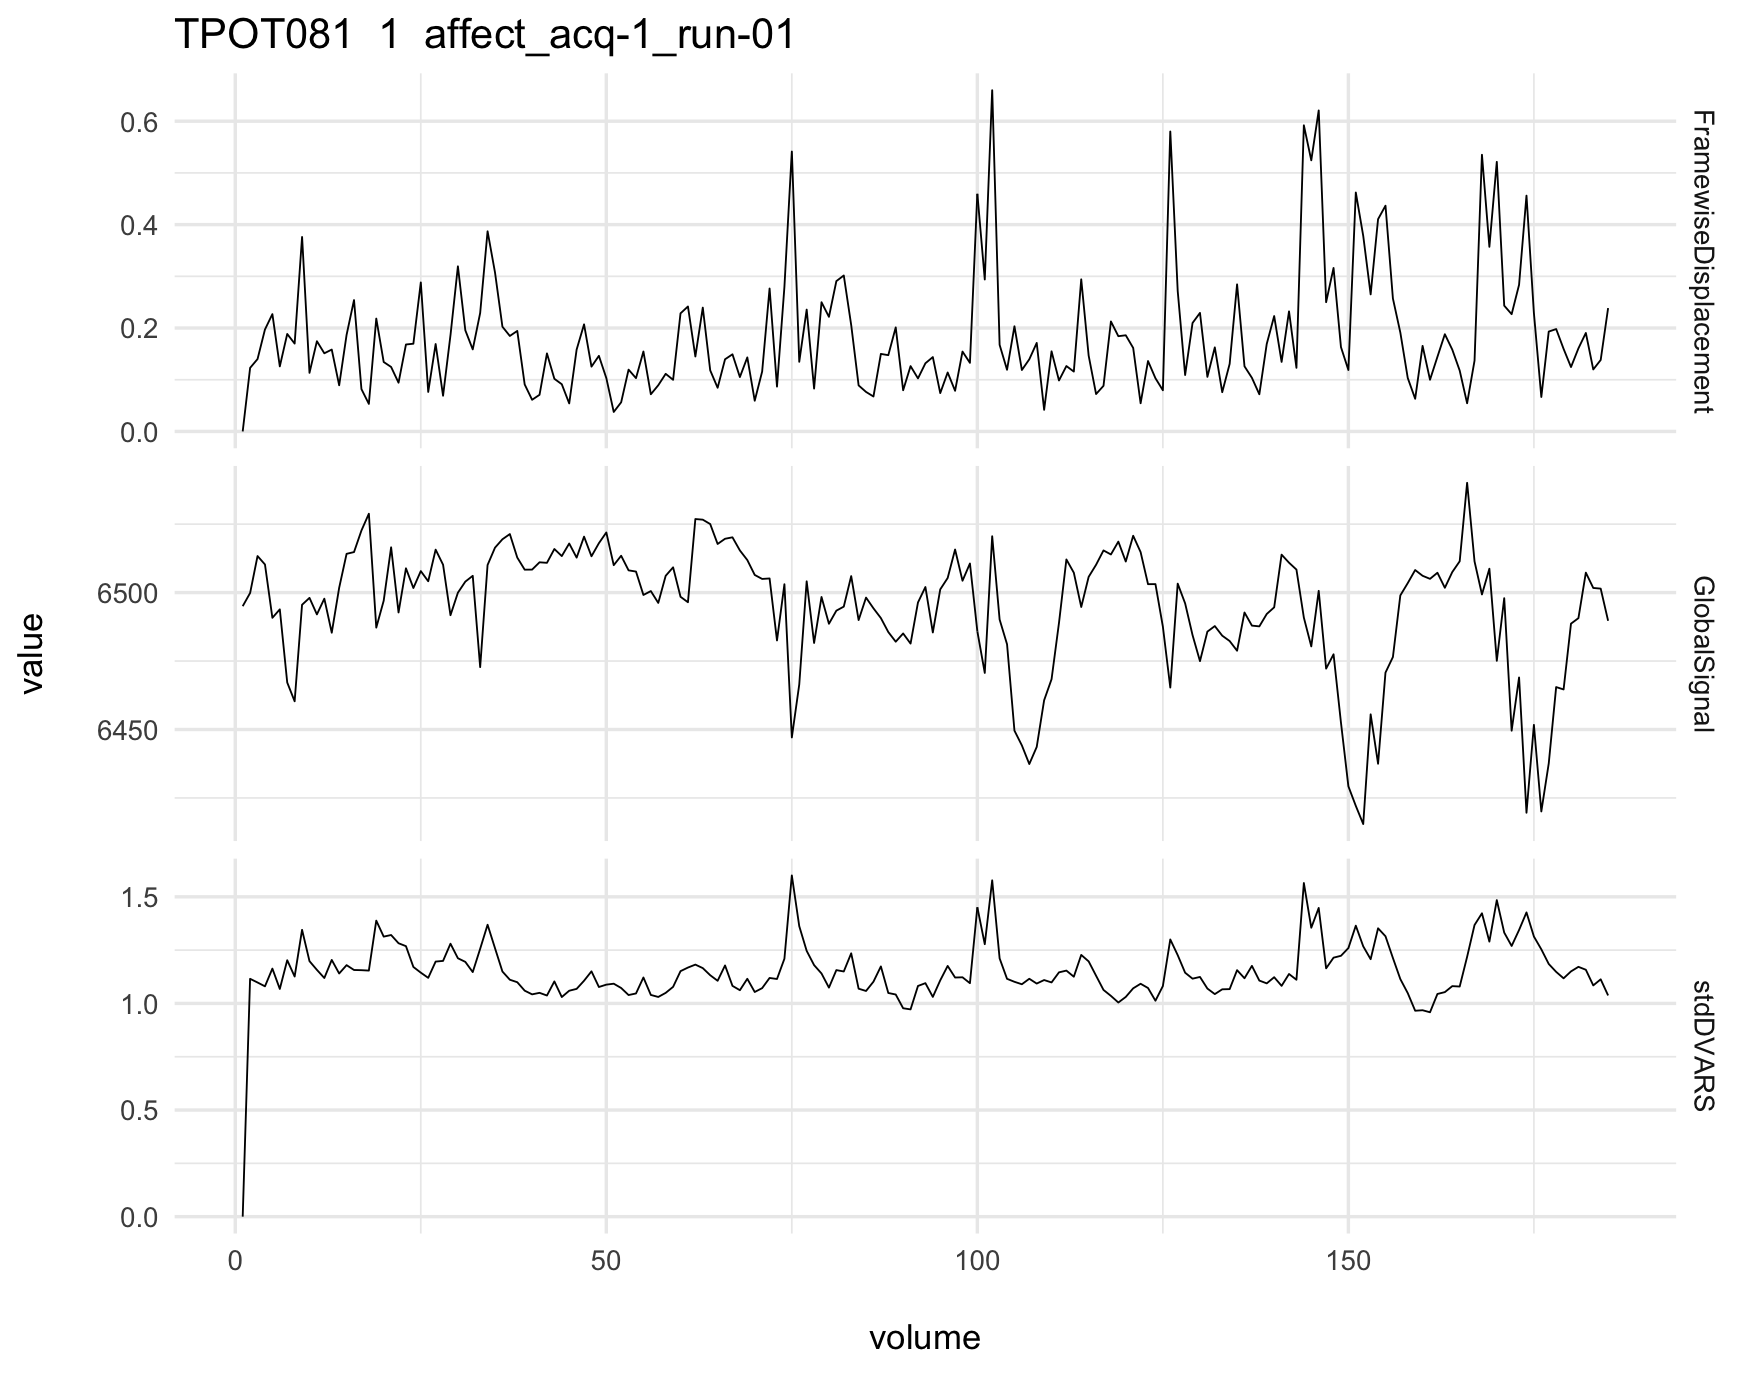 TPOT081 1 affect_acq-1_run-01
0.6
0.4
0.2
0.0
FramewiseDisplacement
6500
6450
GlobalSignal
value
1.5
1.0
0.5
0.0
stdDVARS
0 50 100 150
volume